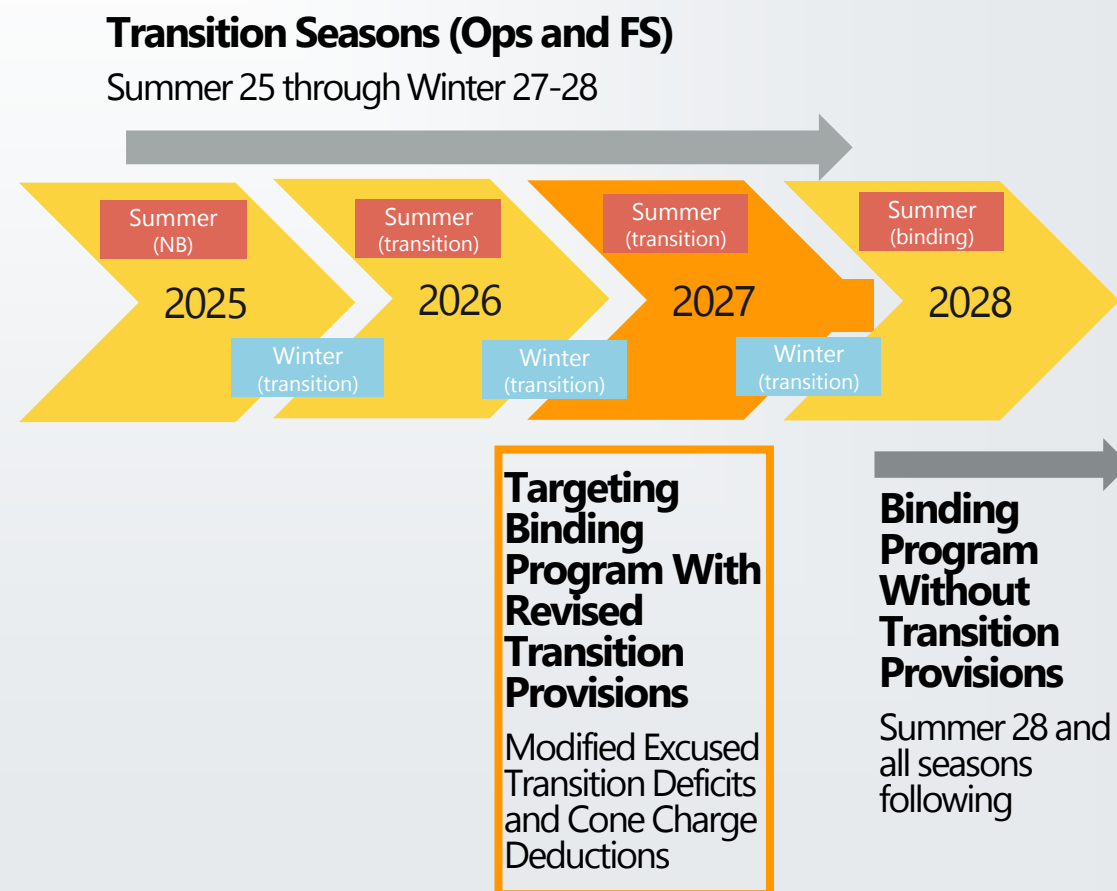 Transition Seasons (Ops and FS)
Summer 25 through Winter 27-28
Summer
(NB)
2025
Winter
(transition)
Summer
(transition)
2026
Winter
(transition)
Summer
(transition)
2027
Winter
(transition)
Summer
(binding)
2028
Targeting
Binding
Program With
Revised
Transition
Provisions
Modified Excused
Transition Deficits
and Cone Charge
Deductions
Binding
Program
Without
Transition
Provisions
Summer 28 and
all seasons
following